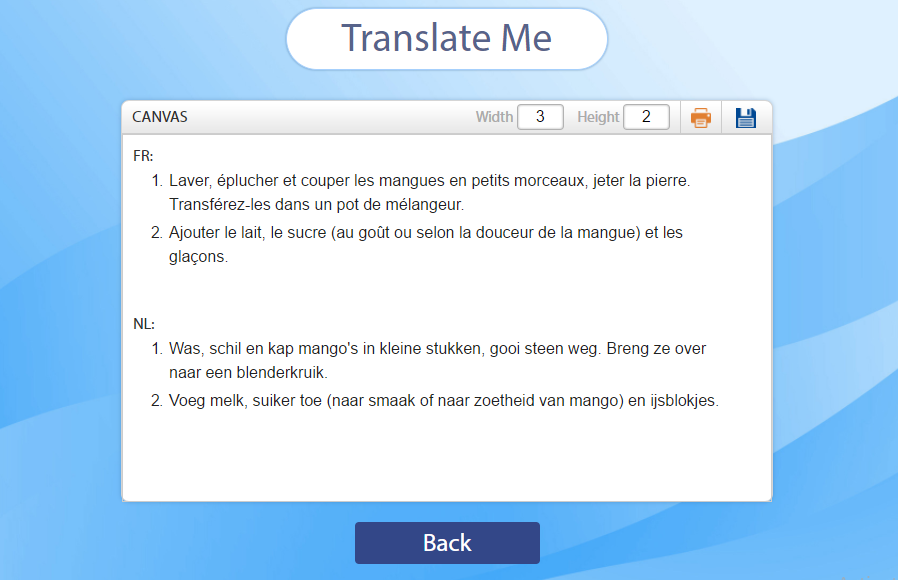 Translate Me
CANVAS Width 3 Height 2
FR:
1. Laver, éplucher et couper les mangues en petits morceaux, jeter la pierre.
Transférez-les dans un pot de mélangeur.
2. Ajouter le lait, le sucre (au goût ou selon la douceur de la mangue) et les
glaçons.
NL:
1. Was, schil en kap mango's in kleine stukken, gooi steen weg. Breng ze over
naar een blenderkruik.
2. Voeg melk, suiker toe (naar smaak of naar zoetheid van mango) en ijsblokjes.
Back